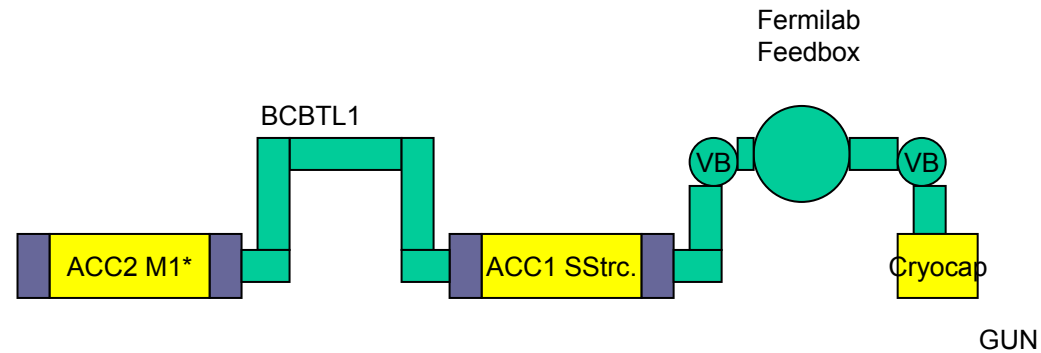 Fermilab
Feedbox
BCBTL1
VB
VB
ACC2 M1*
ACC1 SStrc.
Cryocap
GUN